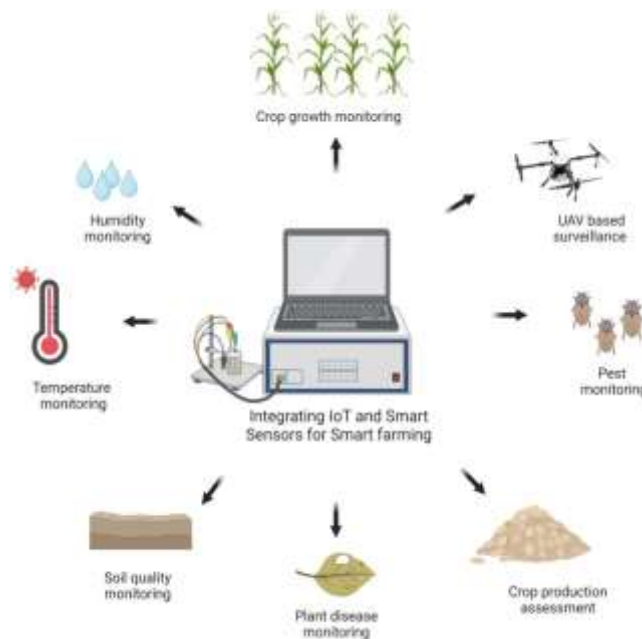 Crop growth monitoring
Humidity
monitoring
UAV based
surveillance
Temperature
monitoring
Pest
monitoring
Integrating IoT and Smart
Sensors for Smart farming
Soil quality
monitoring
Plant disease
monitoring
Crop production
assessment